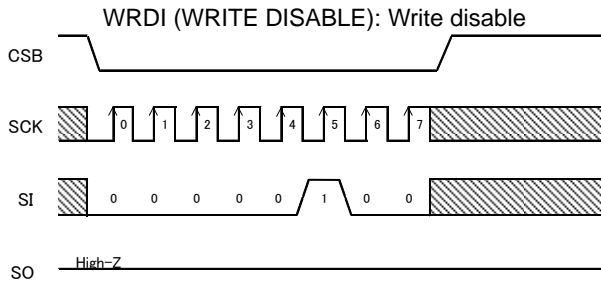 WRDI (WRITE DISABLE): Write disable
CSB
SCK
0 1 2 3 4 5 6 7
SI
0 0 0 0 0 1 0 0
High-Z
SO